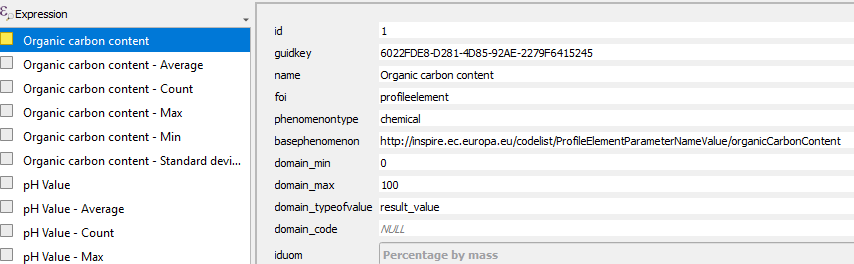 Expression
Organic carbon content
Organic carbon content - Average
Organic carbon content - Count
Organic carbon content - Max
Organic carbon content - Min
Organic carbon content - Standard devi...
pH Value
pH Value - Average
pH Value - Count
pH Value - Max
id 1
guidkey 6022FDE8-D281-4D85-92AE-2279F6415245
name Organic carbon content
foi profileelement
phenomenontype chemical
basephenomenon http://inspire.ec.europa.eu/codelist/ProfileElementParameterNameValue/organicCarbonContent
domain_min 0
domain_max 100
domain_typeofvalue result_value
domain_code NULL
iduom Percentage by mass